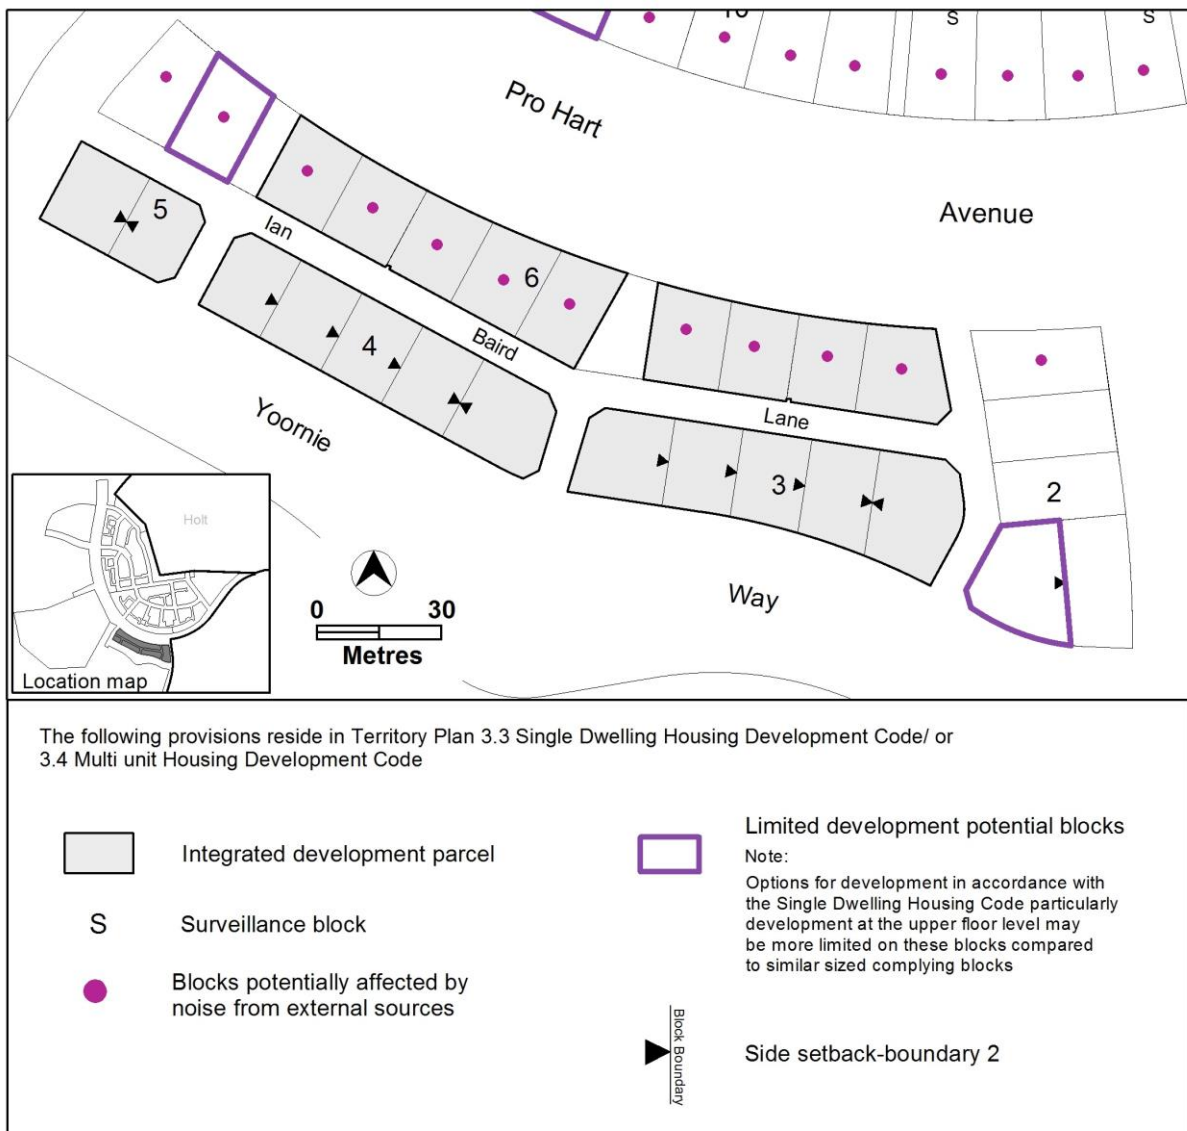 10
S
S
Pro Hart
Avenue
5
Ian
6
4
Baird
Lane
Yoornie
3
2
Way
Holt
Location map
0 30
Metres
The following provisions reside in Territory Plan 3.3 Single Dwelling Housing Development Code/ or
3.4 Multi unit Housing Development Code
Integrated development parcel
S
Surveillance block
Blocks potentially affected by
noise from external sources
Limited development potential blocks
Note:
Options for development in accordance with
the Single Dwelling Housing Code particularly
development at the upper floor level may
be more limited on these blocks compared
to similar sized complying blocks
Block Boundary
Side setback-boundary 2